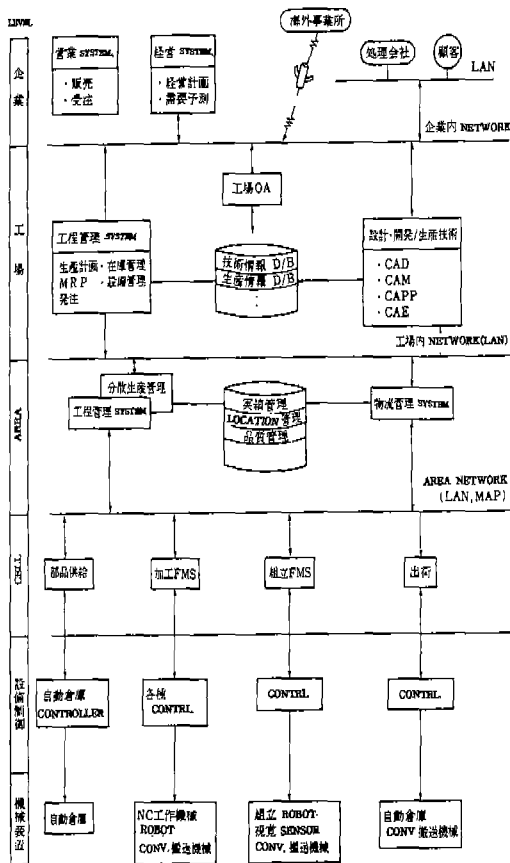 LEVEL
企業
営業 SYSTEM
・販売
・受注
経営 SYSTEM
・経営計画
・需要予測
海外事業所
処理会社
顧客
LAN
企業内 NETWORK
工場
工場OA
工程管理 SYSTEM
生産計画・在庫管理
MRP ・設備管理
発注
技術情報 D/B
生産情報 D/B
設計・開発/生産技術
・CAD
・CAM
・CAPP
・CAE
工場内 NETWORK(LAN)
AREA
分散生産管理
工程管理 SYSTEM
実績管理
LOCATION 管理
品質管理
物流管理 SYSTEM
AREA NETWORK
(LAN, MAP)
CELL
部品供給
加工FMS
組立FMS
出荷
設備制御
自動倉庫
CONTROLLER
各種
CONTRL.
CONTRL.
CONTRL.
機械装置
自動倉庫
NC工作機械
ROBOT
CONV. 搬送機械
組立 ROBOT・
視覚 SENSOR
CONV. 搬送機械
自動倉庫
CONV 搬送機械